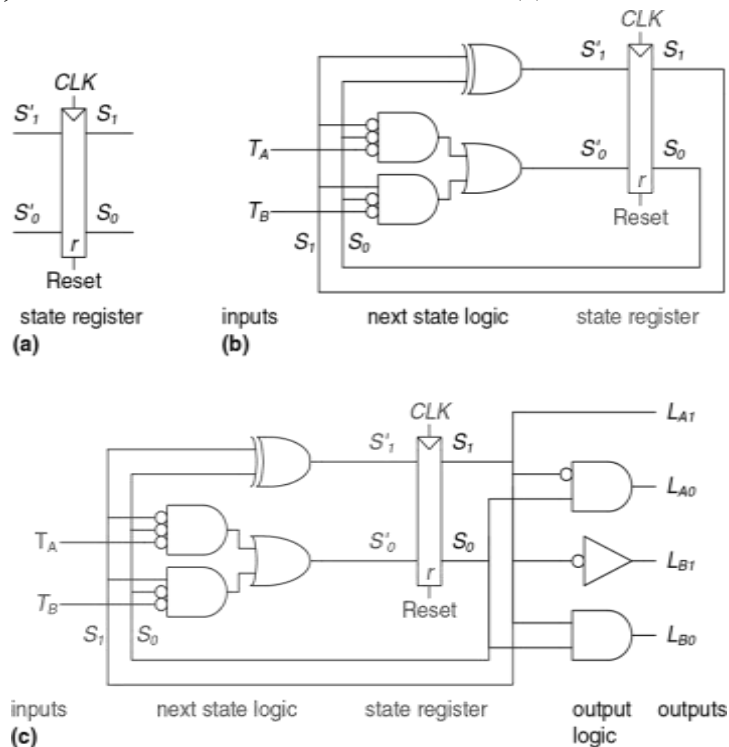 CLK
S'1 S1
S'0 S0
r
Reset
state register
(a)
CLK
S'1 S1
TA
S'0 S0
TB
r
S1 S0
Reset
inputs next state logic state register
(b)
CLK
LA1
S'1 S1
LA0
TA
S'0 S0
LB1
TB
r
S1 S0
Reset
LB0
inputs next state logic state register output outputs
logic
(c)